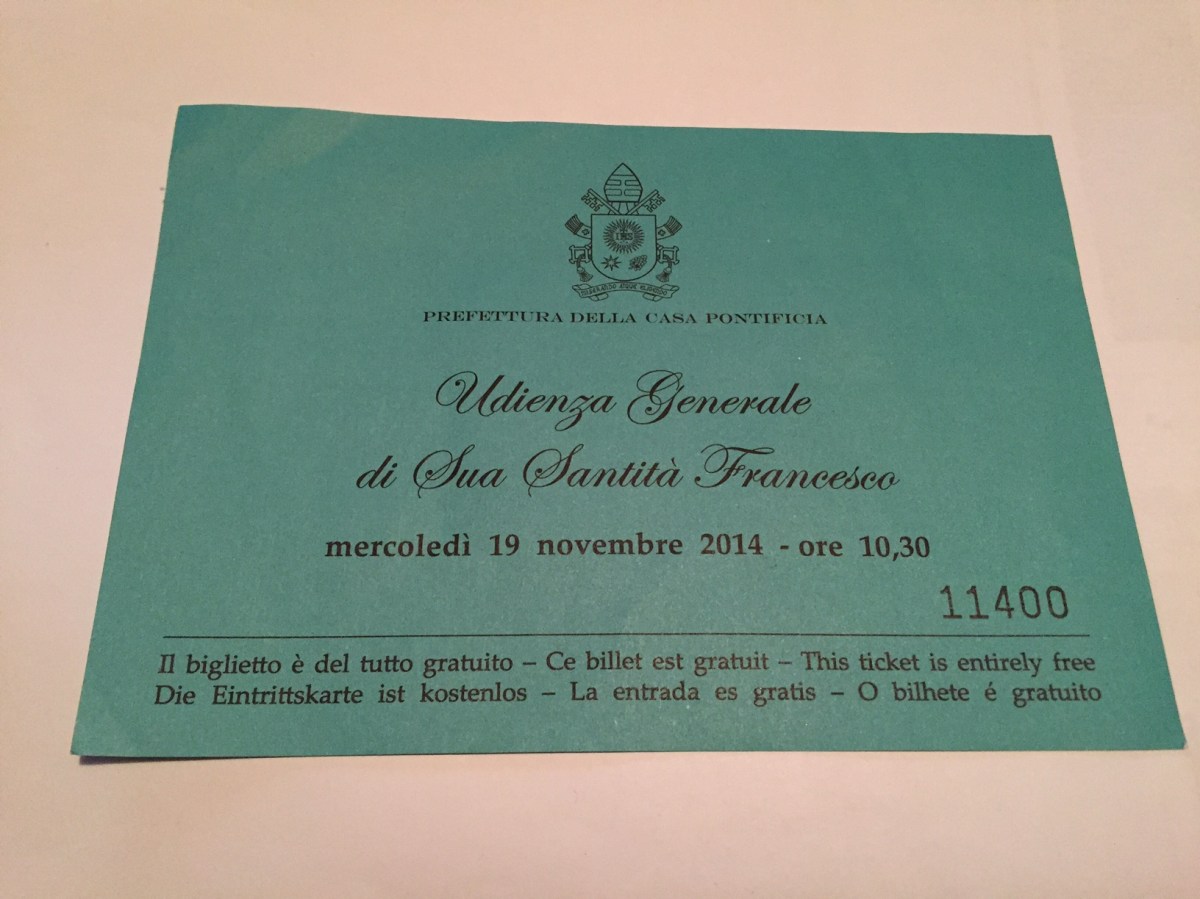 IHS
PREFETTURA DELLA CASA PONTIFICIA
Udienza Generale
di Sua Santità Francesco
mercoledì 19 novembre 2014 - ore 10,30
11400
Il biglietto è del tutto gratuito – Ce billet est gratuit – This ticket is entirely free
Die Eintrittskarte ist kostenlos – La entrada es gratis – O bilhete é gratuito